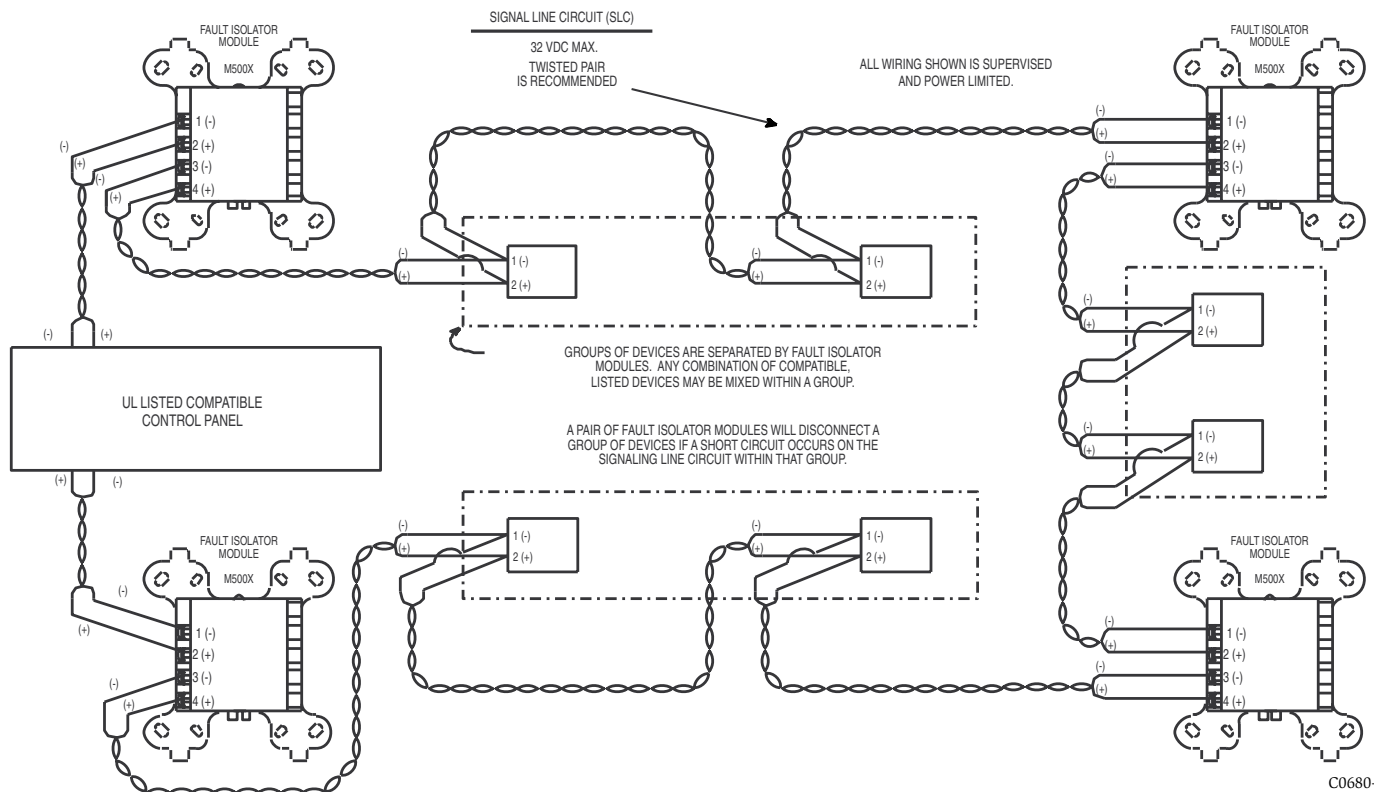 SIGNAL LINE CIRCUIT (SLC)
32 VDC MAX.
TWISTED PAIR
IS RECOMMENDED
ALL WIRING SHOWN IS SUPERVISED
AND POWER LIMITED.
FAULT ISOLATOR
MODULE
M500X
1 (-)
2 (+)
3 (-)
4 (+)
(-)
(+)
(-)
(+)
FAULT ISOLATOR
MODULE
M500X
1 (-)
2 (+)
3 (-)
4 (+)
(-)
(+)
(-)
(+)
(-)
(+)
1 (-)
2 (+)
(-)
(+)
1 (-)
2 (+)
(-)
(+)
1 (-)
2 (+)
(-)
(+)
1 (-)
2 (+)
(-)
(+)
UL LISTED COMPATIBLE
CONTROL PANEL
(+)
(-)
GROUPS OF DEVICES ARE SEPARATED BY FAULT ISOLATOR
MODULES. ANY COMBINATION OF COMPATIBLE,
LISTED DEVICES MAY BE MIXED WITHIN A GROUP.
A PAIR OF FAULT ISOLATOR MODULES WILL DISCONNECT A
GROUP OF DEVICES IF A SHORT CIRCUIT OCCURS ON THE
SIGNALING LINE CIRCUIT WITHIN THAT GROUP.
(-)
(+)
1 (-)
2 (+)
(-)
(+)
1 (-)
2 (+)
FAULT ISOLATOR
MODULE
M500X
(-)
(+)
1 (-)
2 (+)
3 (-)
4 (+)
(-)
(+)
FAULT ISOLATOR
MODULE
M500X
(-)
(+)
1 (-)
2 (+)
3 (-)
4 (+)
(-)
(+)
C0680-